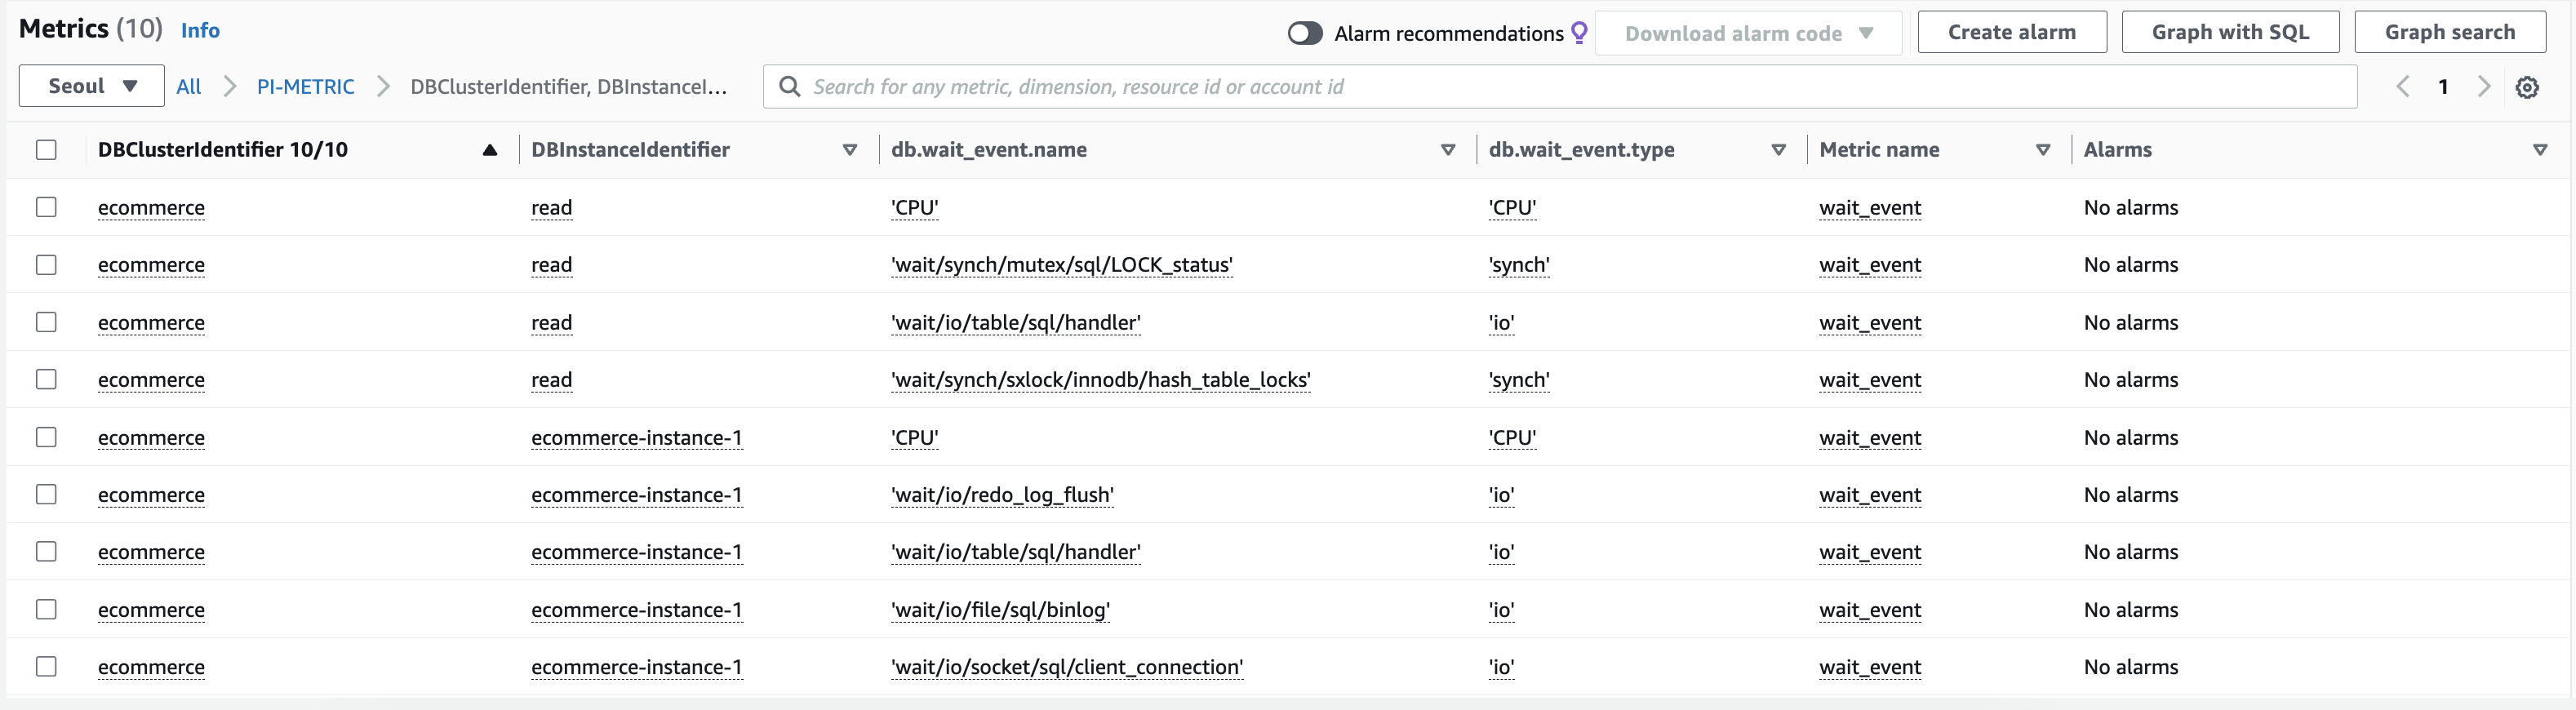 Metrics (10) Info Alarm recommendations Download alarm code Create alarm Graph with SQL Graph search
Seoul All PI-METRIC DBClusterIdentifier, DBInstanceI... Search for any metric, dimension, resource id or account id 1
DBClusterIdentifier 10/10 DBInstanceIdentifier db.wait_event.name db.wait_event.type Metric name Alarms
ecommerce read 'CPU' 'CPU' wait_event No alarms
ecommerce read 'wait/synch/mutex/sql/LOCK_status' 'synch' wait_event No alarms
ecommerce read 'wait/io/table/sql/handler' 'io' wait_event No alarms
ecommerce read 'wait/synch/sxlock/innodb/hash_table_locks' 'synch' wait_event No alarms
ecommerce ecommerce-instance-1 'CPU' 'CPU' wait_event No alarms
ecommerce ecommerce-instance-1 'wait/io/redo_log_flush' 'io' wait_event No alarms
ecommerce ecommerce-instance-1 'wait/io/table/sql/handler' 'io' wait_event No alarms
ecommerce ecommerce-instance-1 'wait/io/file/sql/binlog' 'io' wait_event No alarms
ecommerce ecommerce-instance-1 'wait/io/socket/sql/client_connection' 'io' wait_event No alarms